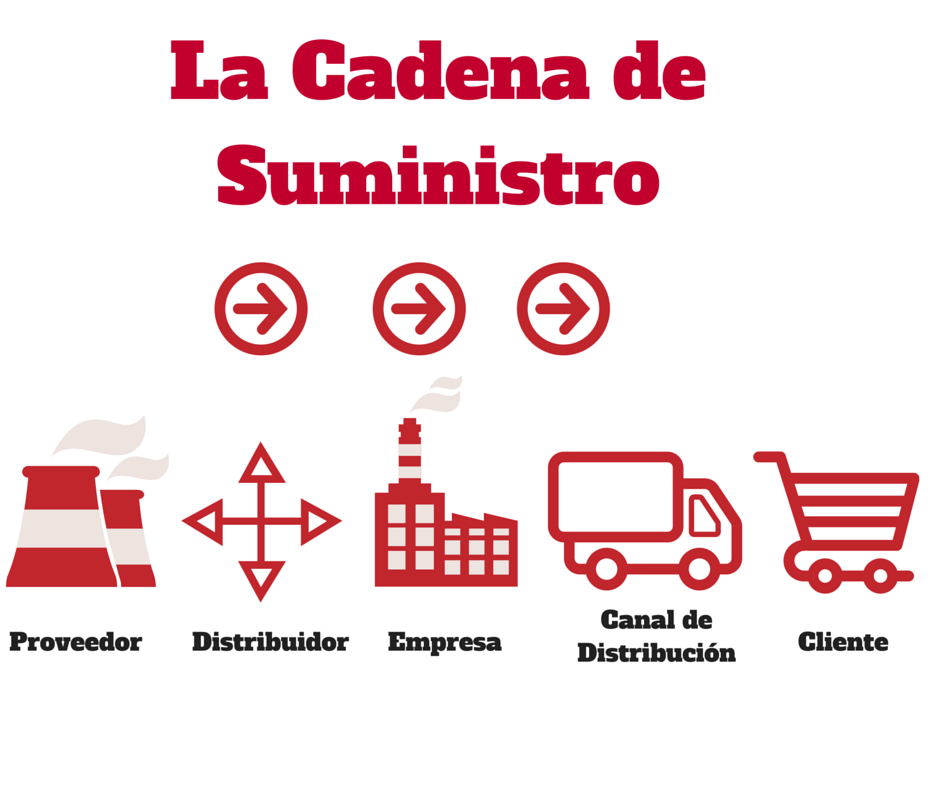 La Cadena de
Suministro
Proveedor
Distribuidor
Empresa
Canal de
Distribución
Cliente